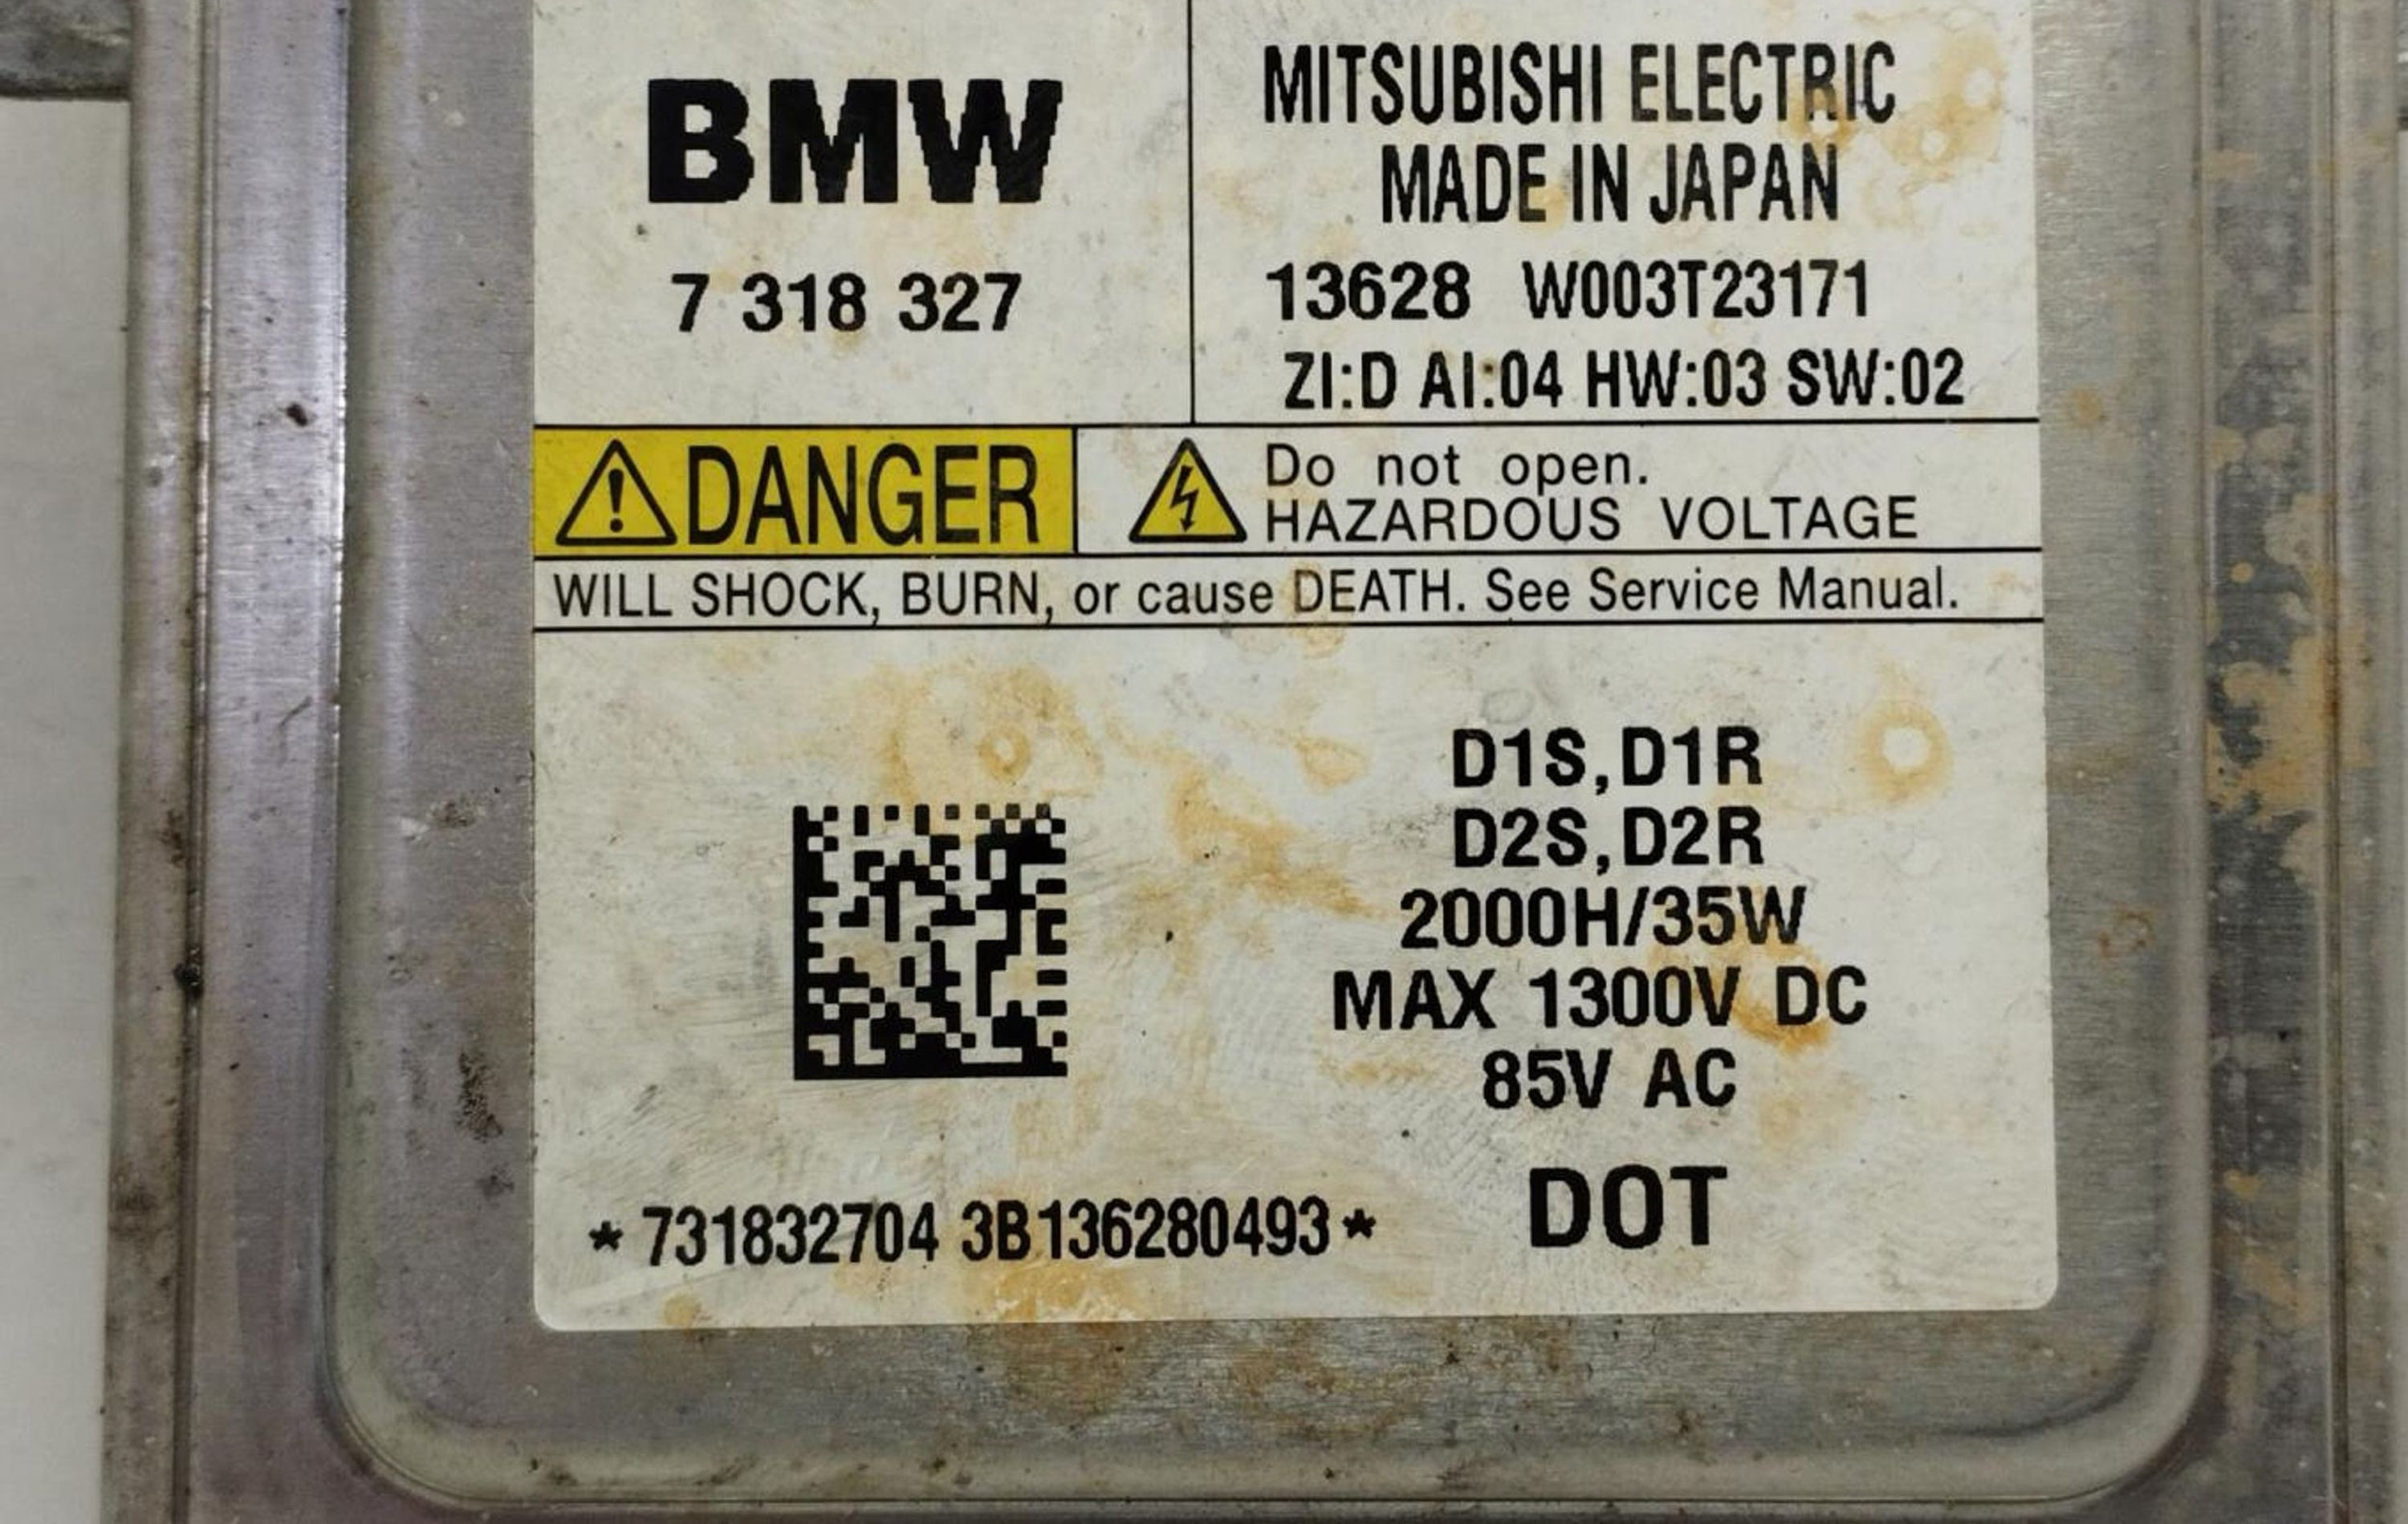 BMW
7 318 327
MITSUBISHI ELECTRIC
MADE IN JAPAN
13628 W003T23171
ZI:D AI:04 HW:03 SW:02
DANGER
Do not open.
HAZARDOUS VOLTAGE
WILL SHOCK, BURN, or cause DEATH. See Service Manual.
D1S,D1R
D2S,D2R
2000H/35W
MAX 1300V DC
85V AC
*731832704 3B136280493*
DOT